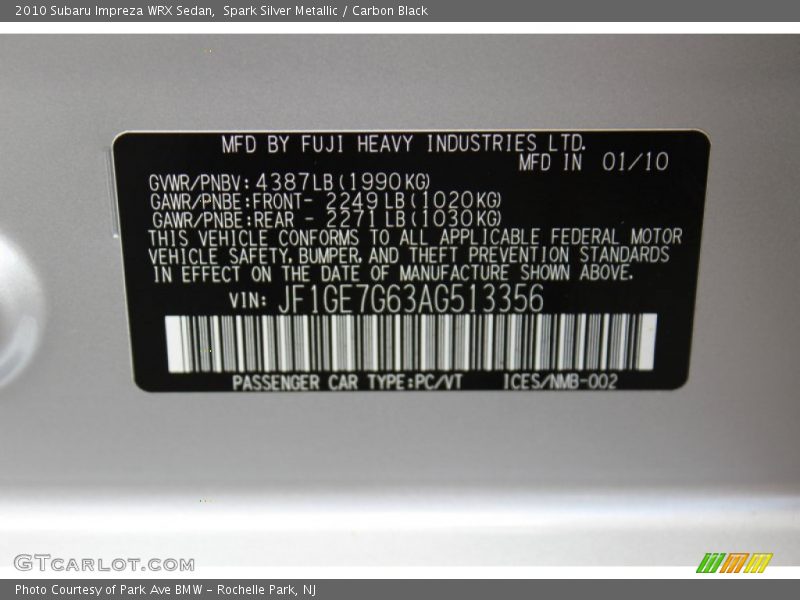 2010 Subaru Impreza WRX Sedan,  Spark Silver Metallic / Carbon Black
MFD BY FUJI HEAVY INDUSTRIES LTD.
MFD IN 01/10
GVWR/PNBV: 4387LB(1990KG)
GAWR/PNBE:FRONT- 2249 LB(1020KG)
GAWR/PNBE:REAR - 2271 LB(1030KG)
THIS VEHICLE CONFORMS TO ALL APPLICABLE FEDERAL MOTOR
VEHICLE SAFETY, BUMPER, AND THEFT PREVENTION STANDARDS
IN EFFECT ON THE DATE OF MANUFACTURE SHOWN ABOVE.
VIN: JF1GE7G63AG513356
PASSENGER CAR TYPE:PC/VT ICES/NMB-002
GTCARLOT.COM
Photo Courtesy of Park Ave BMW - Rochelle Park, NJ